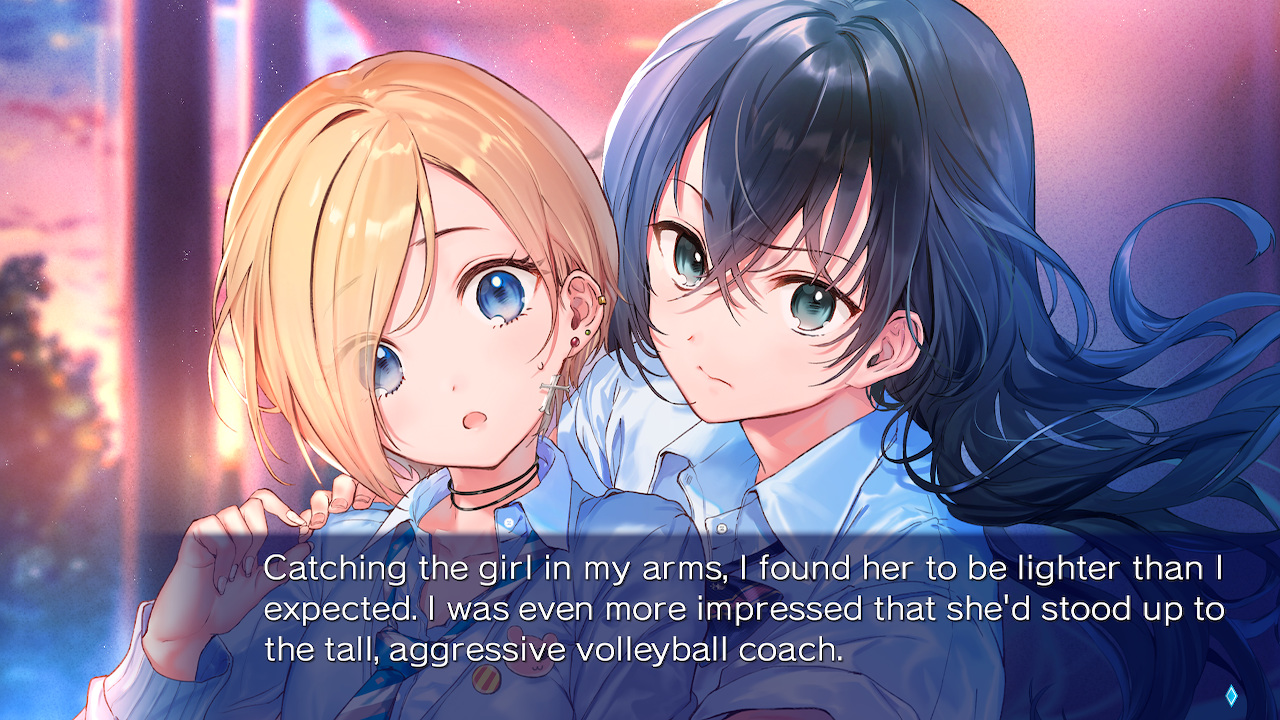 Catching the girl in my arms, I found her to be lighter than I
expected. I was even more impressed that she'd stood up to
the tall, aggressive volleyball coach.